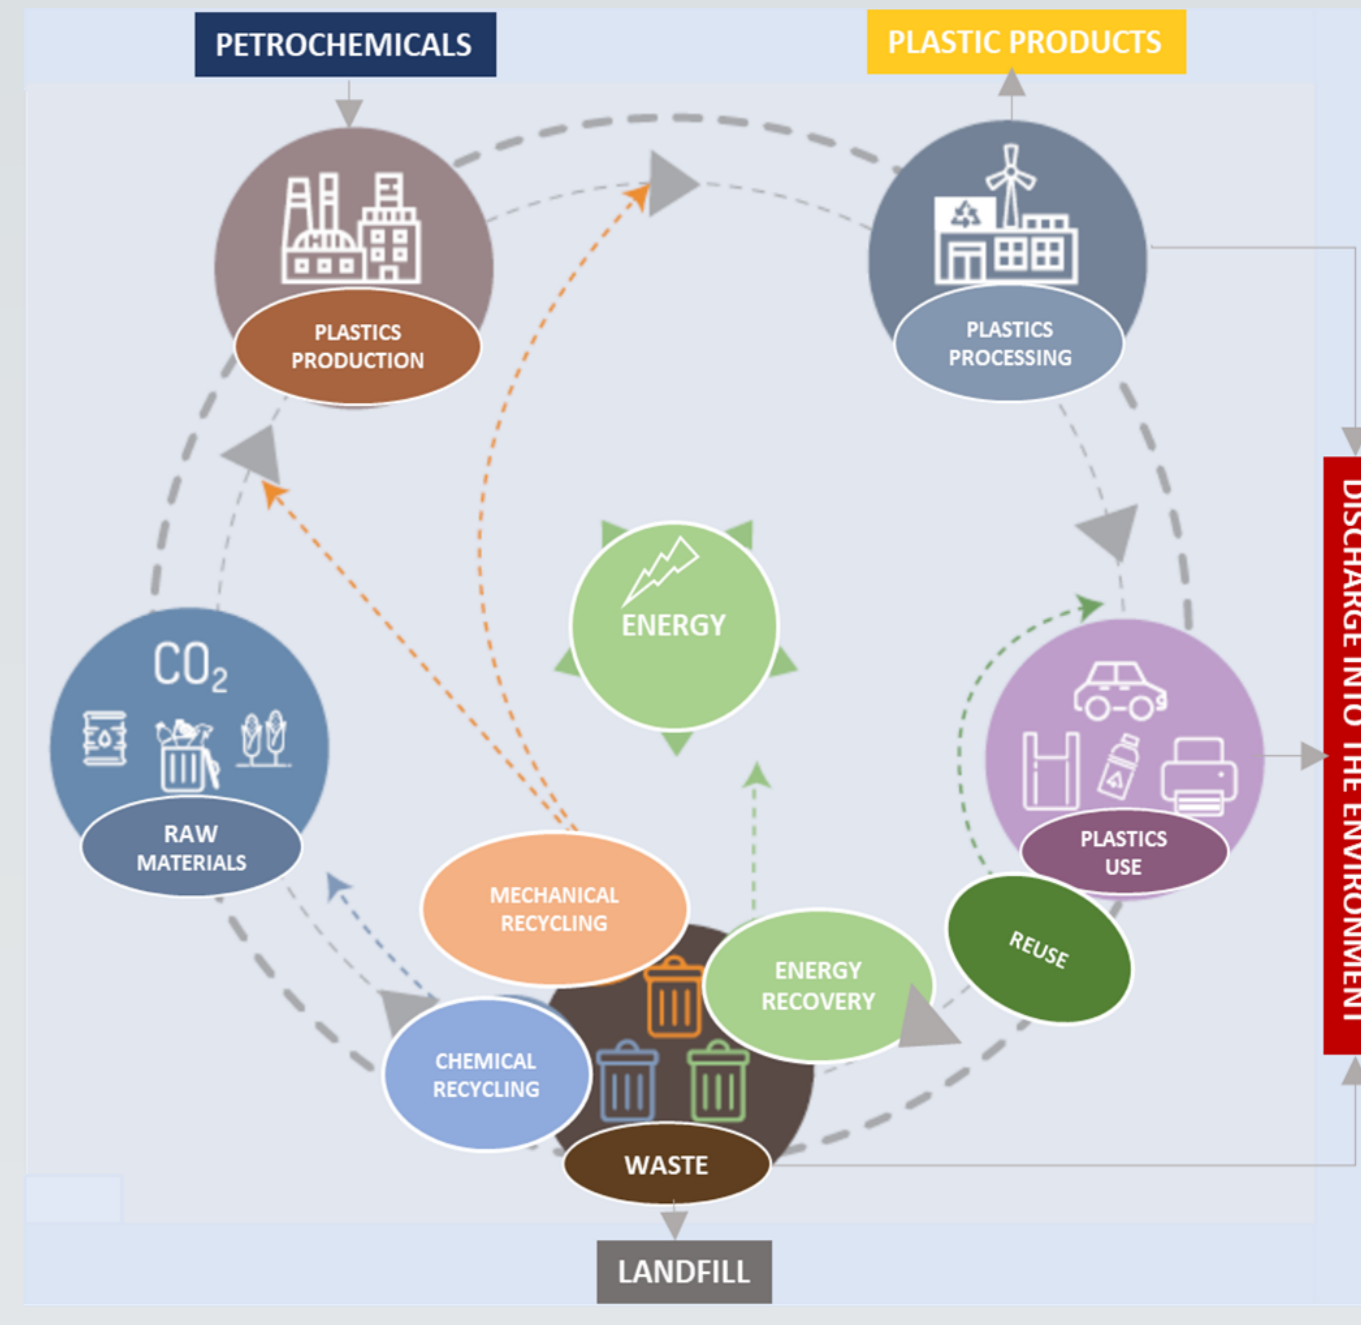 PETROCHEMICALS
PLASTIC PRODUCTS
PLASTICS
PRODUCTION
PLASTICS
PROCESSING
ENERGY
CO2
RAW
MATERIALS
PLASTICS
USE
DISCHARGE INTO THE ENVIRONMENT
MECHANICAL
RECYCLING
ENERGY
RECOVERY
REUSE
CHEMICAL
RECYCLING
WASTE
LANDFILL